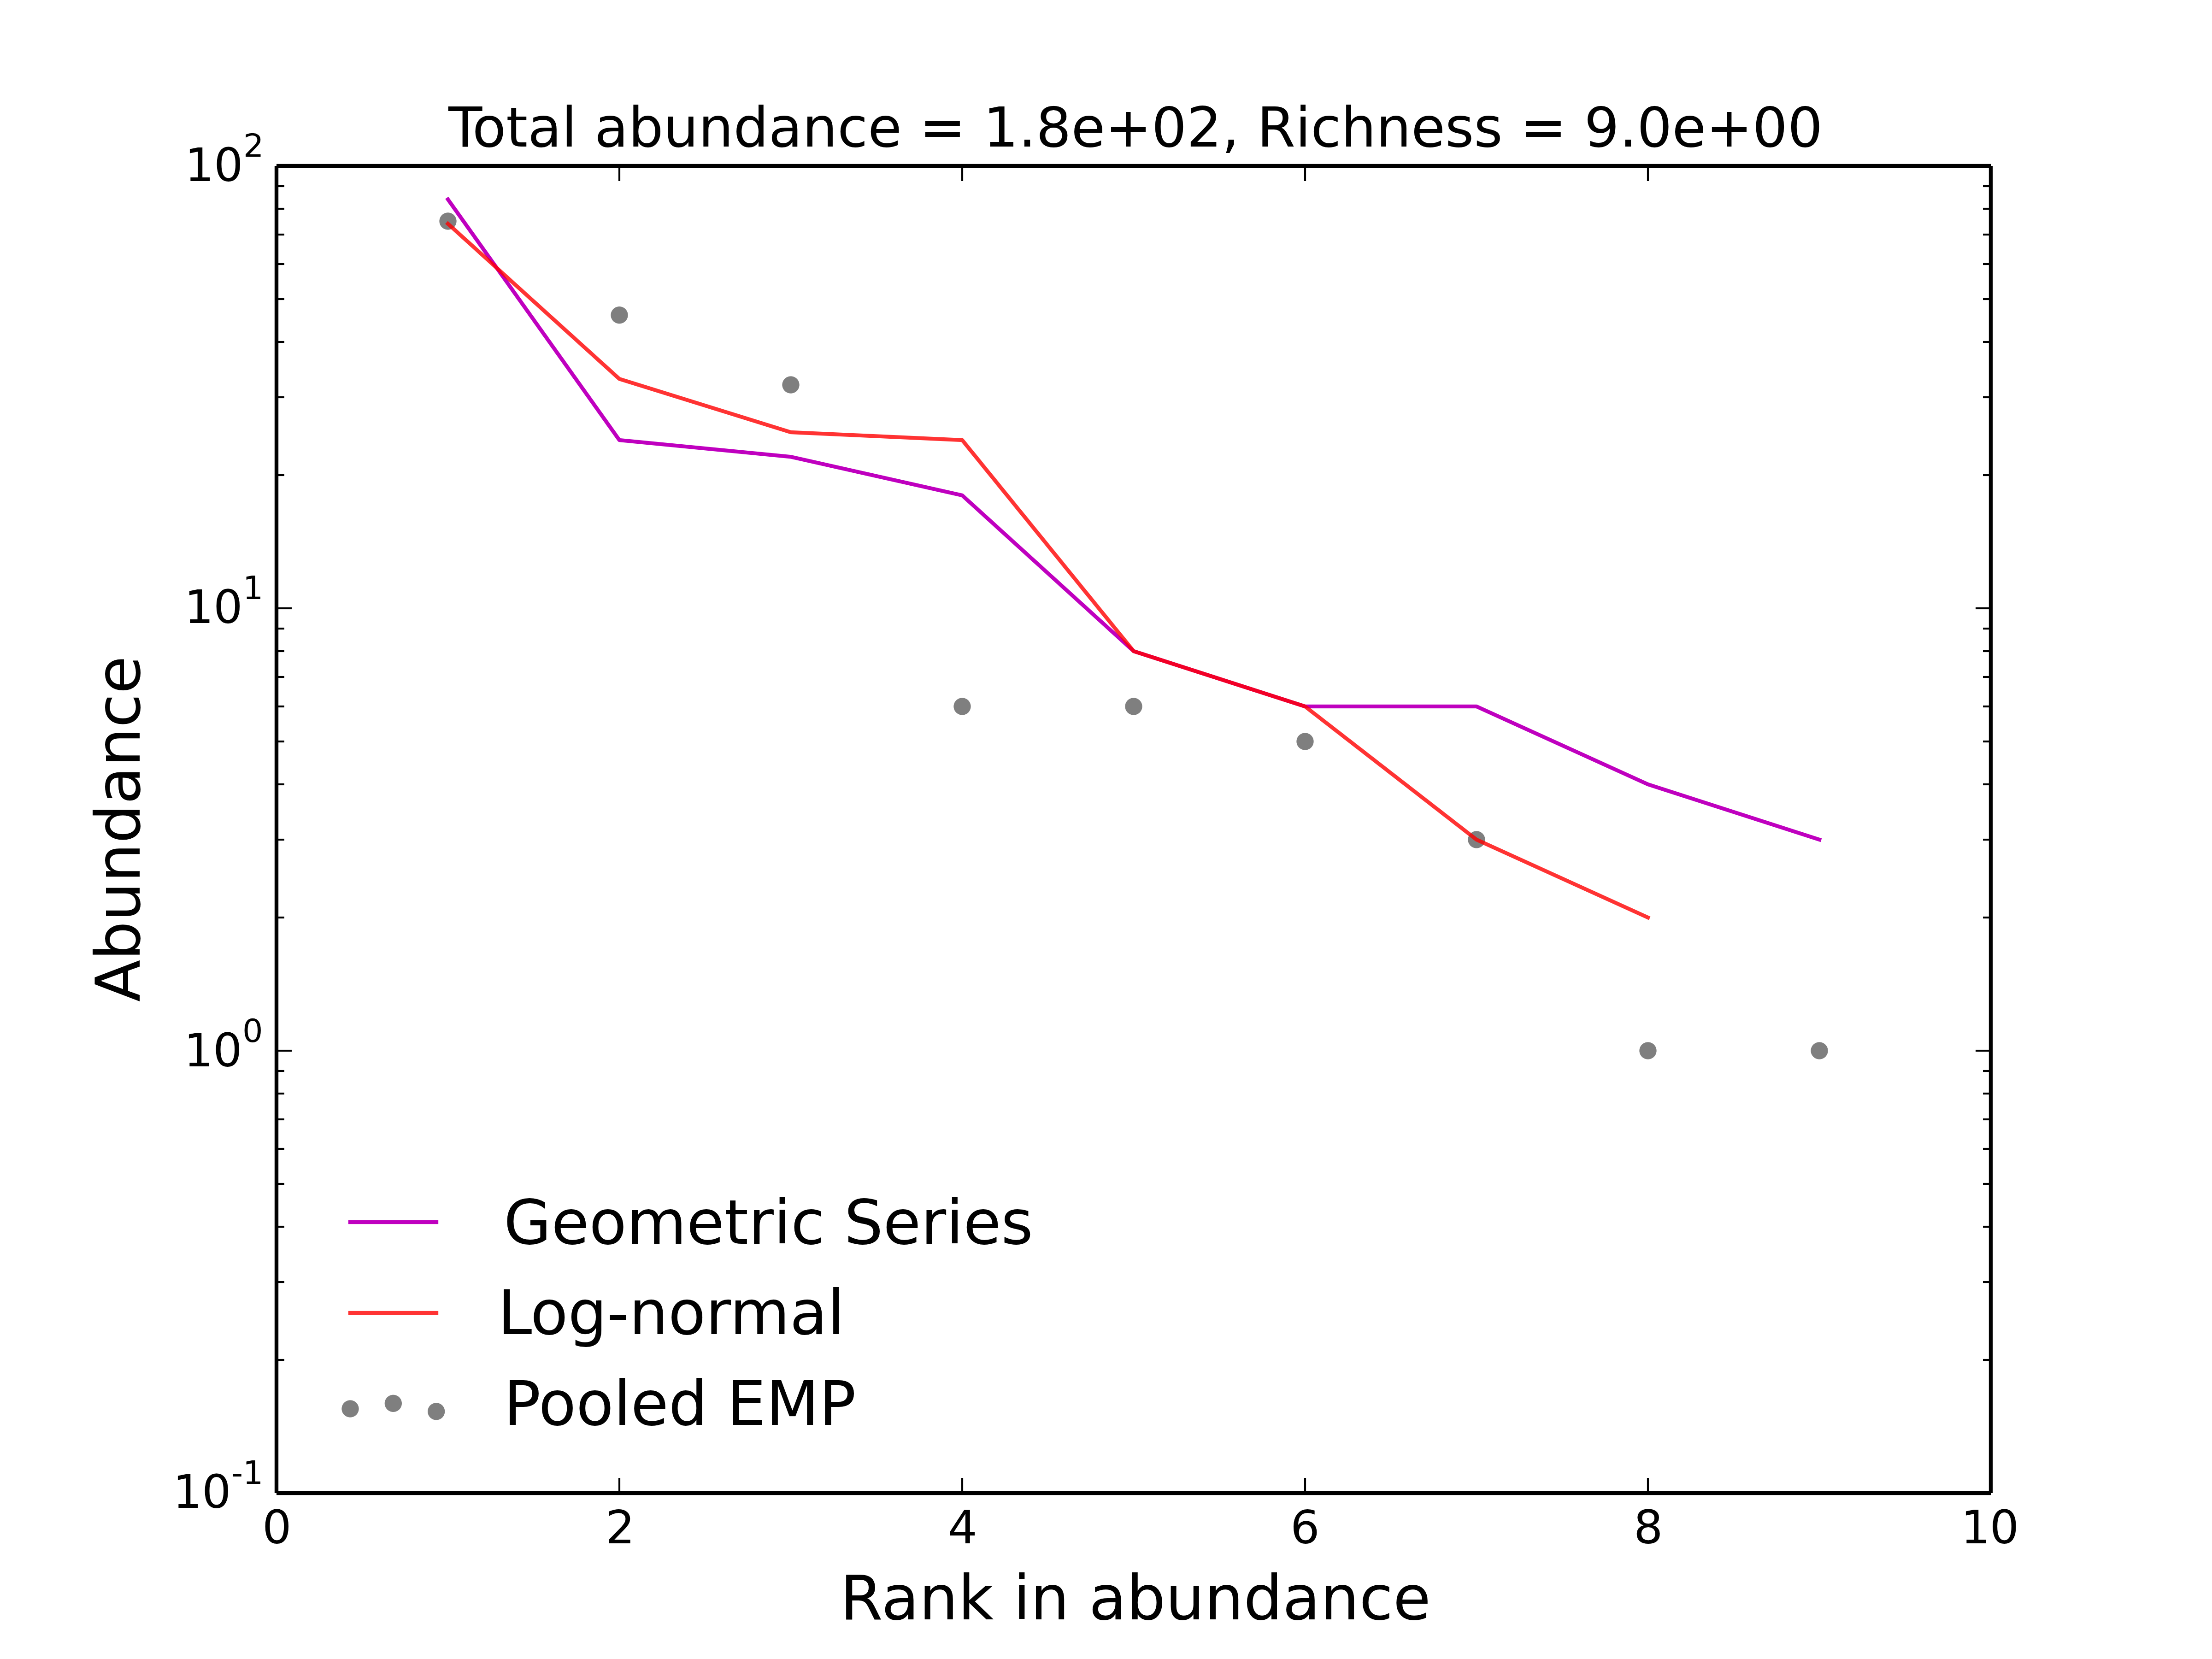 Total abundance = 1.8e+02, Richness = 9.0e+00
10^2
10^1
10^0
10^-1
Abundance
Geometric Series
Log-normal
Pooled EMP
0 2 4 6 8 10
Rank in abundance